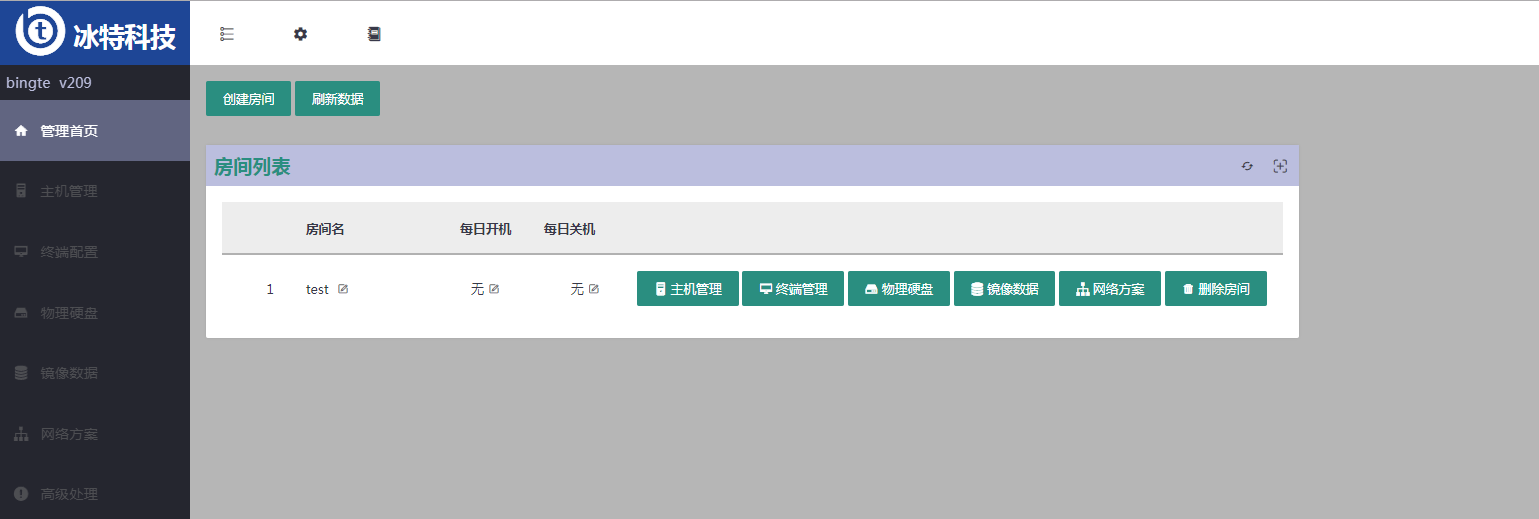 冰特科技
bingte v209
管理首页
主机管理
终端配置
物理硬盘
镜像数据
网络方案
高级处理
创建房间 刷新数据
房间列表
房间名 每日开机 每日关机
1 test 无 无 主机管理 终端管理 物理硬盘 镜像数据 网络方案 删除房间